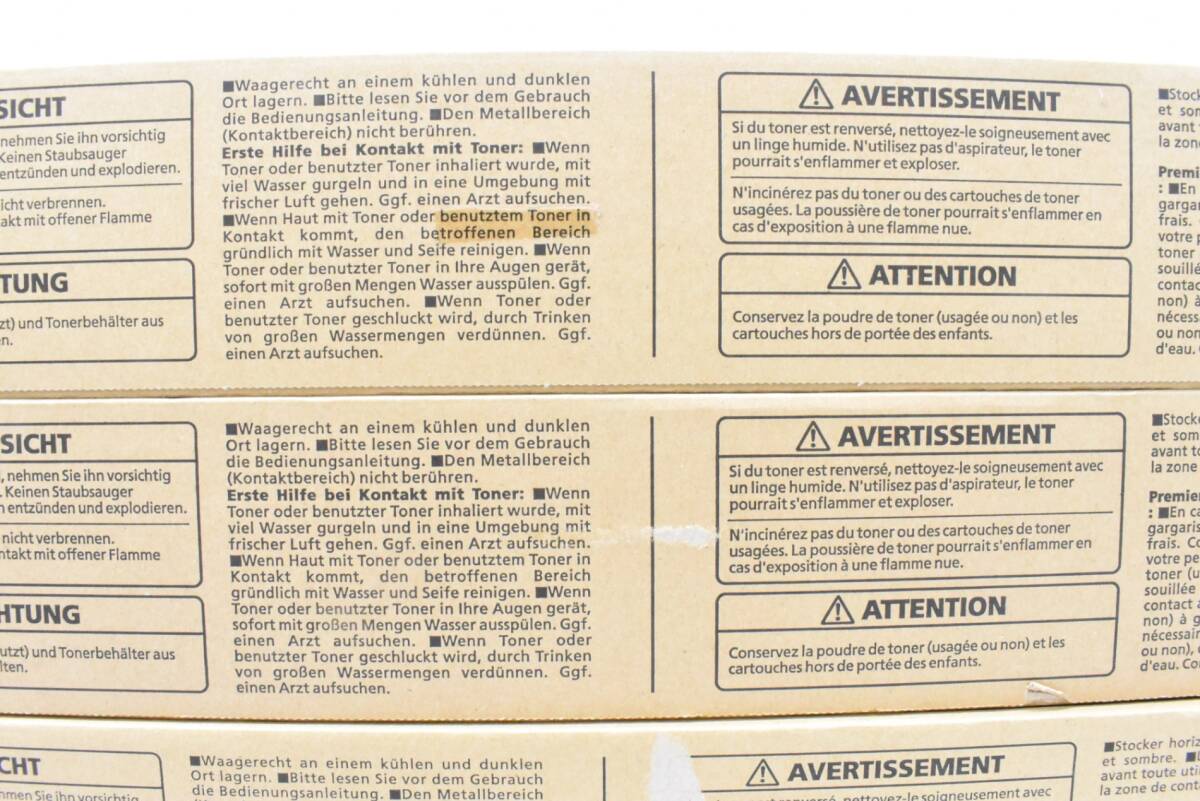 SICHT
nehmen Sie ihn vorsichtig
Keinen Staubsauger
entzünden und explodieren.
icht verbrennen.
akt mit offener Flamme
TUNG
zt) und Tonerbehälter aus
n.
■Waagerecht an einem kühlen und dunklen
Ort lagern. ■Bitte lesen Sie vor dem Gebrauch
die Bedienungsanleitung. ■Den Metallbereich
(Kontaktbereich) nicht berühren.
Erste Hilfe bei Kontakt mit Toner: ■Wenn
Toner oder benutzter Toner inhaliert wurde, mit
viel Wasser gurgeln und in eine Umgebung mit
frischer Luft gehen. Ggf. einen Arzt aufsuchen.
■Wenn Haut mit Toner oder benutztem Toner in
Kontakt kommt, den betroffenen Bereich
gründlich mit Wasser und Seife reinigen. ■Wenn
Toner oder benutzter Toner in Ihre Augen gerät,
sofort mit großen Mengen Wasser ausspülen. Ggf.
einen Arzt aufsuchen. ■Wenn Toner oder
benutzter Toner geschluckt wird, durch Trinken
von großen Wassermengen verdünnen. Ggf.
einen Arzt aufsuchen.
⚠ AVERTISSEMENT
Si du toner est renversé, nettoyez-le soigneusement avec
un linge humide. N'utilisez pas d'aspirateur, le toner
pourrait s'enflammer et exploser.
N'incinérez pas du toner ou des cartouches de toner
usagées. La poussière de toner pourrait s'enflammer en
cas d'exposition à une flamme nue.
⚠ ATTENTION
Conservez la poudre de toner (usagée ou non) et les
cartouches hors de portée des enfants.
■Stock
et som
avant
la zone
Premi
: ■En
gargar
frais.
votre p
toner
souillé
contac
non) à
nécess
ou non
d'eau.
SICHT
, nehmen Sie ihn vorsichtig
. Keinen Staubsauger
n entzünden und explodieren.
nicht verbrennen.
ntakt mit offener Flamme
HTUNG
utzt) und Tonerbehälter aus
lten.
■Waagerecht an einem kühlen und dunklen
Ort lagern. ■Bitte lesen Sie vor dem Gebrauch
die Bedienungsanleitung. ■Den Metallbereich
(Kontaktbereich) nicht berühren.
Erste Hilfe bei Kontakt mit Toner: ■Wenn
Toner oder benutzter Toner inhaliert wurde, mit
viel Wasser gurgeln und in eine Umgebung mit
frischer Luft gehen. Ggf. einen Arzt aufsuchen.
■Wenn Haut mit Toner oder benutztem Toner in
Kontakt kommt, den betroffenen Bereich
gründlich mit Wasser und Seife reinigen. ■Wenn
Toner oder benutzter Toner in Ihre Augen gerät,
sofort mit großen Mengen Wasser ausspülen. Ggf.
einen Arzt aufsuchen. ■Wenn Toner oder
benutzter Toner geschluckt wird, durch Trinken
von großen Wassermengen verdünnen. Ggf.
einen Arzt aufsuchen.
⚠ AVERTISSEMENT
Si du toner est renversé, nettoyez-le soigneusement avec
un linge humide. N'utilisez pas d'aspirateur, le toner
pourrait s'enflammer et exploser.
N'incinérez pas du toner ou des cartouches de toner
usagées. La poussière de toner pourrait s'enflammer en
cas d'exposition à une flamme nue.
⚠ ATTENTION
Conservez la poudre de toner (usagée ou non) et les
cartouches hors de portée des enfants.
■Stocke
et som
avant to
la zone
Premier
: ■En ca
gargaris
frais. Co
votre pe
toner (u
souillée
contact a
non) à g
nécessair
ou non),
d'eau. Co
CHT
hmen Sie ihn vorsichtig
■Waagerecht an einem kühlen und dunklen
Ort lagern. ■Bitte lesen Sie vor dem Gebrauch
die Bedienungsanleitung. ■Den Metallbereich
⚠ AVERTISSEMENT
renversé, nettoyez-le soigneusement avec
■Stocker horiz
et sombre. ■L
avant toute uti
la zone de cont